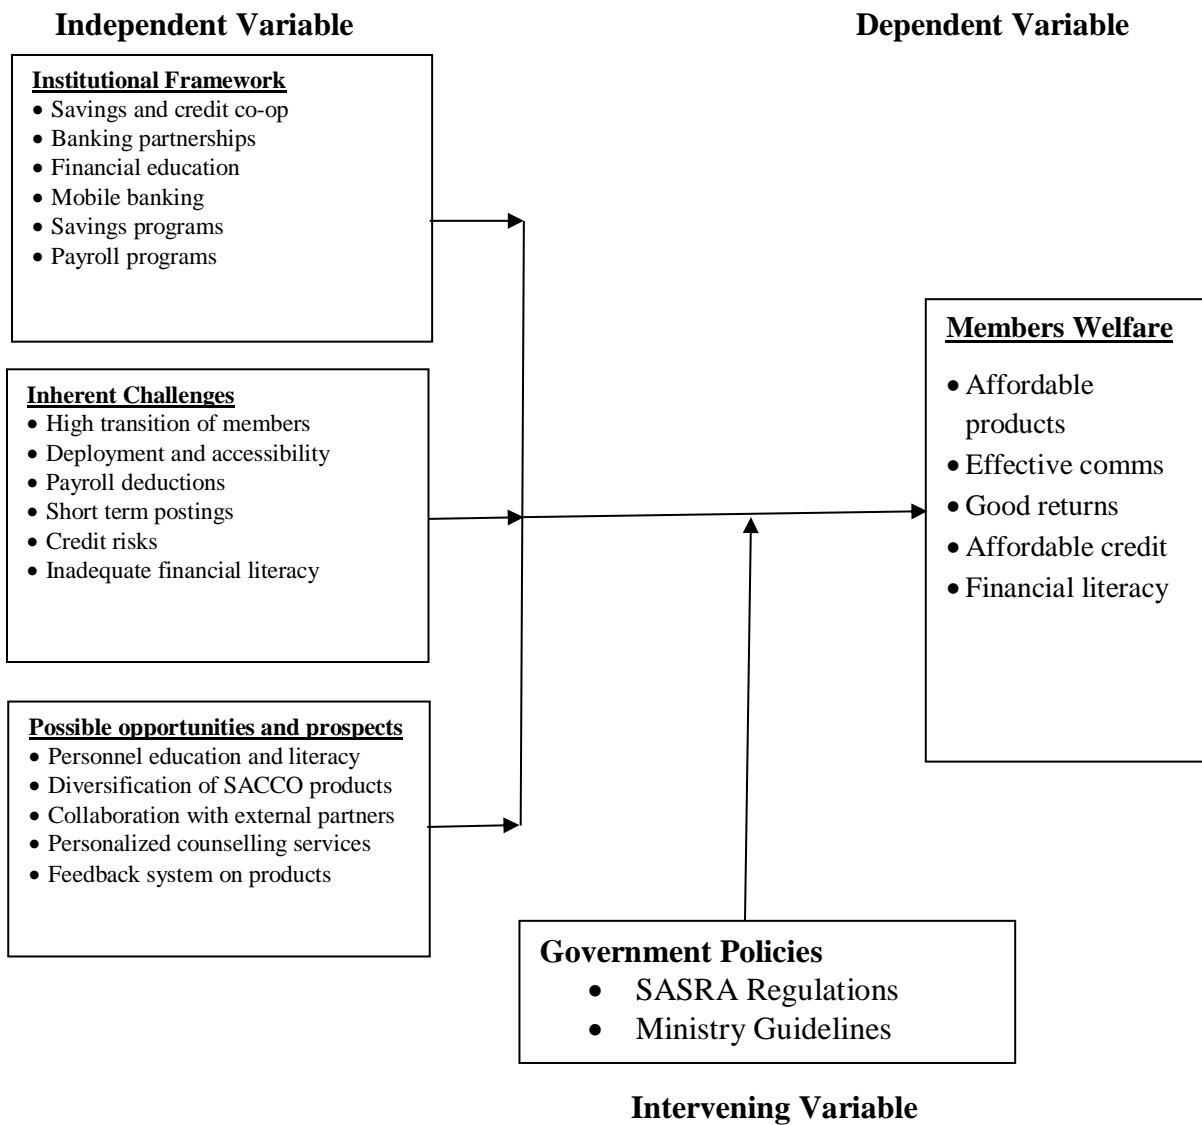 Independent Variable
Dependent Variable
Institutional Framework
• Savings and credit co-op
• Banking partnerships
• Financial education
• Mobile banking
• Savings programs
• Payroll programs
Inherent Challenges
• High transition of members
• Deployment and accessibility
• Payroll deductions
• Short term postings
• Credit risks
• Inadequate financial literacy
Possible opportunities and prospects
• Personnel education and literacy
• Diversification of SACCO products
• Collaboration with external partners
• Personalized counselling services
• Feedback system on products
Members Welfare
• Affordable
products
• Effective comms
• Good returns
• Affordable credit
• Financial literacy
Government Policies
• SASRA Regulations
• Ministry Guidelines
Intervening Variable